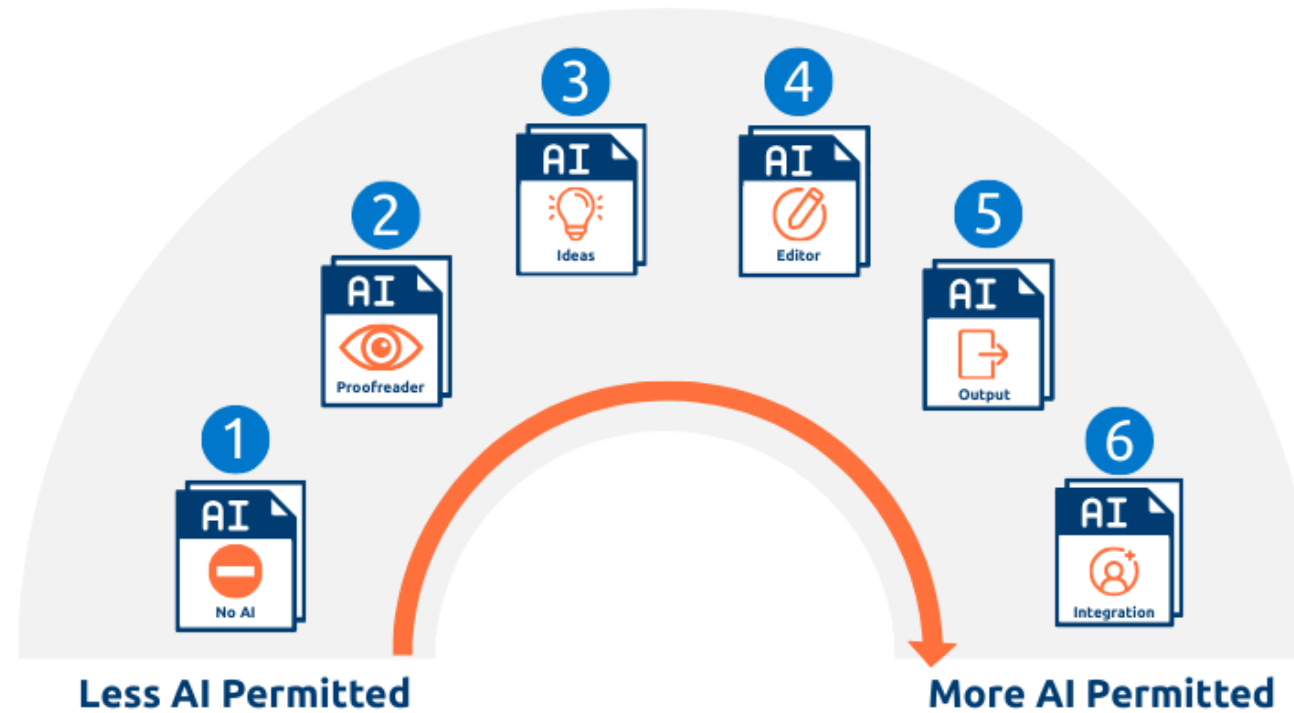 1
AI
No AI
2
AI
Proofreader
3
AI
Ideas
4
AI
Editor
5
AI
Output
6
AI
Integration
Less AI Permitted
More AI Permitted